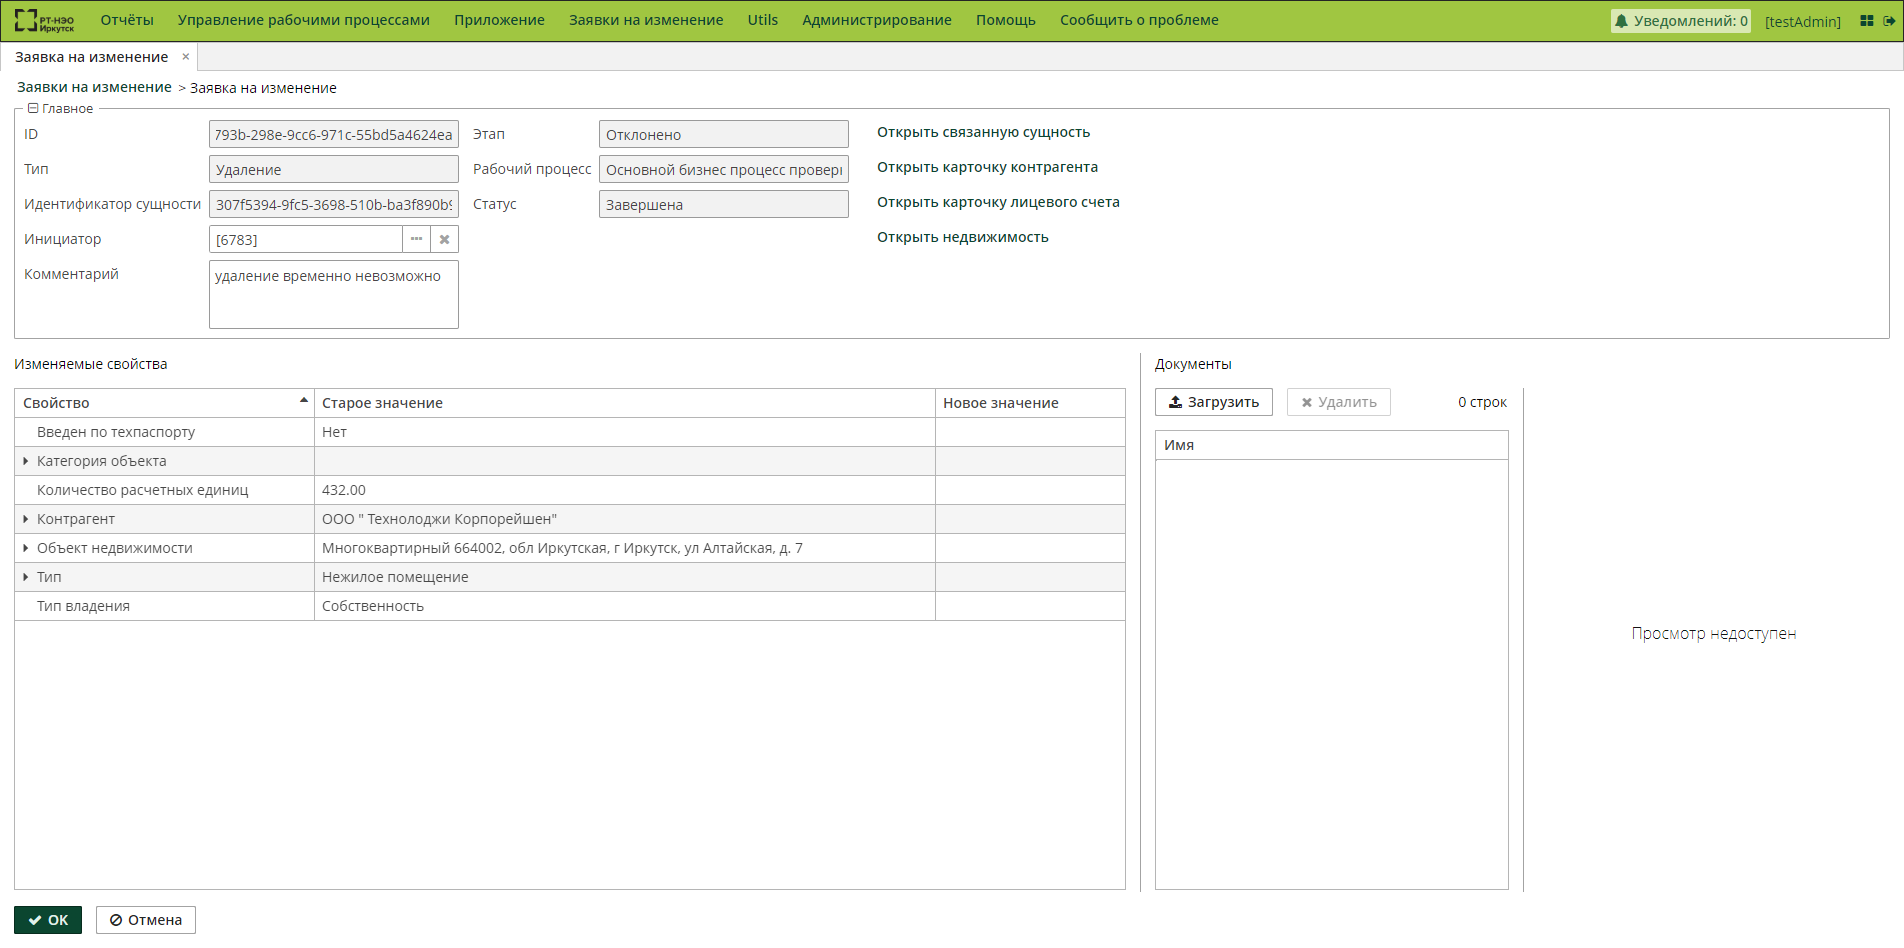 РТ-НЭО Иркутск Отчёты Управление рабочими процессами Приложение Заявки на изменение Utils Администрирование Помощь Сообщить о проблеме Уведомлений: 0 [testAdmin]
Заявка на изменение ×
Заявки на изменение > Заявка на изменение
Главное
ID 793b-298e-9cc6-971c-55bd5a4624ea Этап Отклонено Открыть связанную сущность
Тип Удаление Рабочий процесс Основной бизнес процесс провер Открыть карточку контрагента
Идентификатор сущности 307f5394-9fc5-3698-510b-ba3f890b9 Статус Завершена Открыть карточку лицевого счета
Инициатор [6783] Открыть недвижимость
Комментарий удаление временно невозможно
Изменяемые свойства Документы
Свойство Старое значение Новое значение Загрузить Удалить 0 строк
Введен по техпаспорту Нет Имя
Категория объекта
Количество расчетных единиц 432.00
Контрагент ООО " Технолоджи Корпорейшен"
Объект недвижимости Многоквартирный 664002, обл Иркутская, г Иркутск, ул Алтайская, д. 7
Тип Нежилое помещение
Тип владения Собственность
Просмотр недоступен
OK Отмена